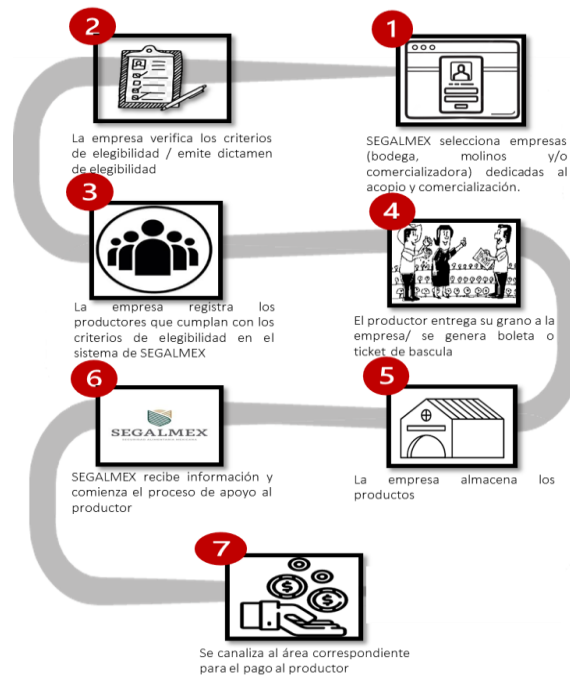 1
SEGALMEX selecciona empresas
(bodega, molinos y/o
comercializadora) dedicadas al
acopio y comercialización.
2
La empresa verifica los criterios
de elegibilidad / emite dictamen
de elegibilidad
3
La empresa registra los
productores que cumplan con los
criterios de elegibilidad en el
sistema de SEGALMEX
4
El productor entrega su grano a la
empresa/ se genera boleta o
ticket de bascula
5
La empresa almacena los
productos
6
SEGALMEX
SEGALMEX recibe información y
comienza el proceso de apoyo al
productor
7
$
$
Se canaliza al área correspondiente
para el pago al productor